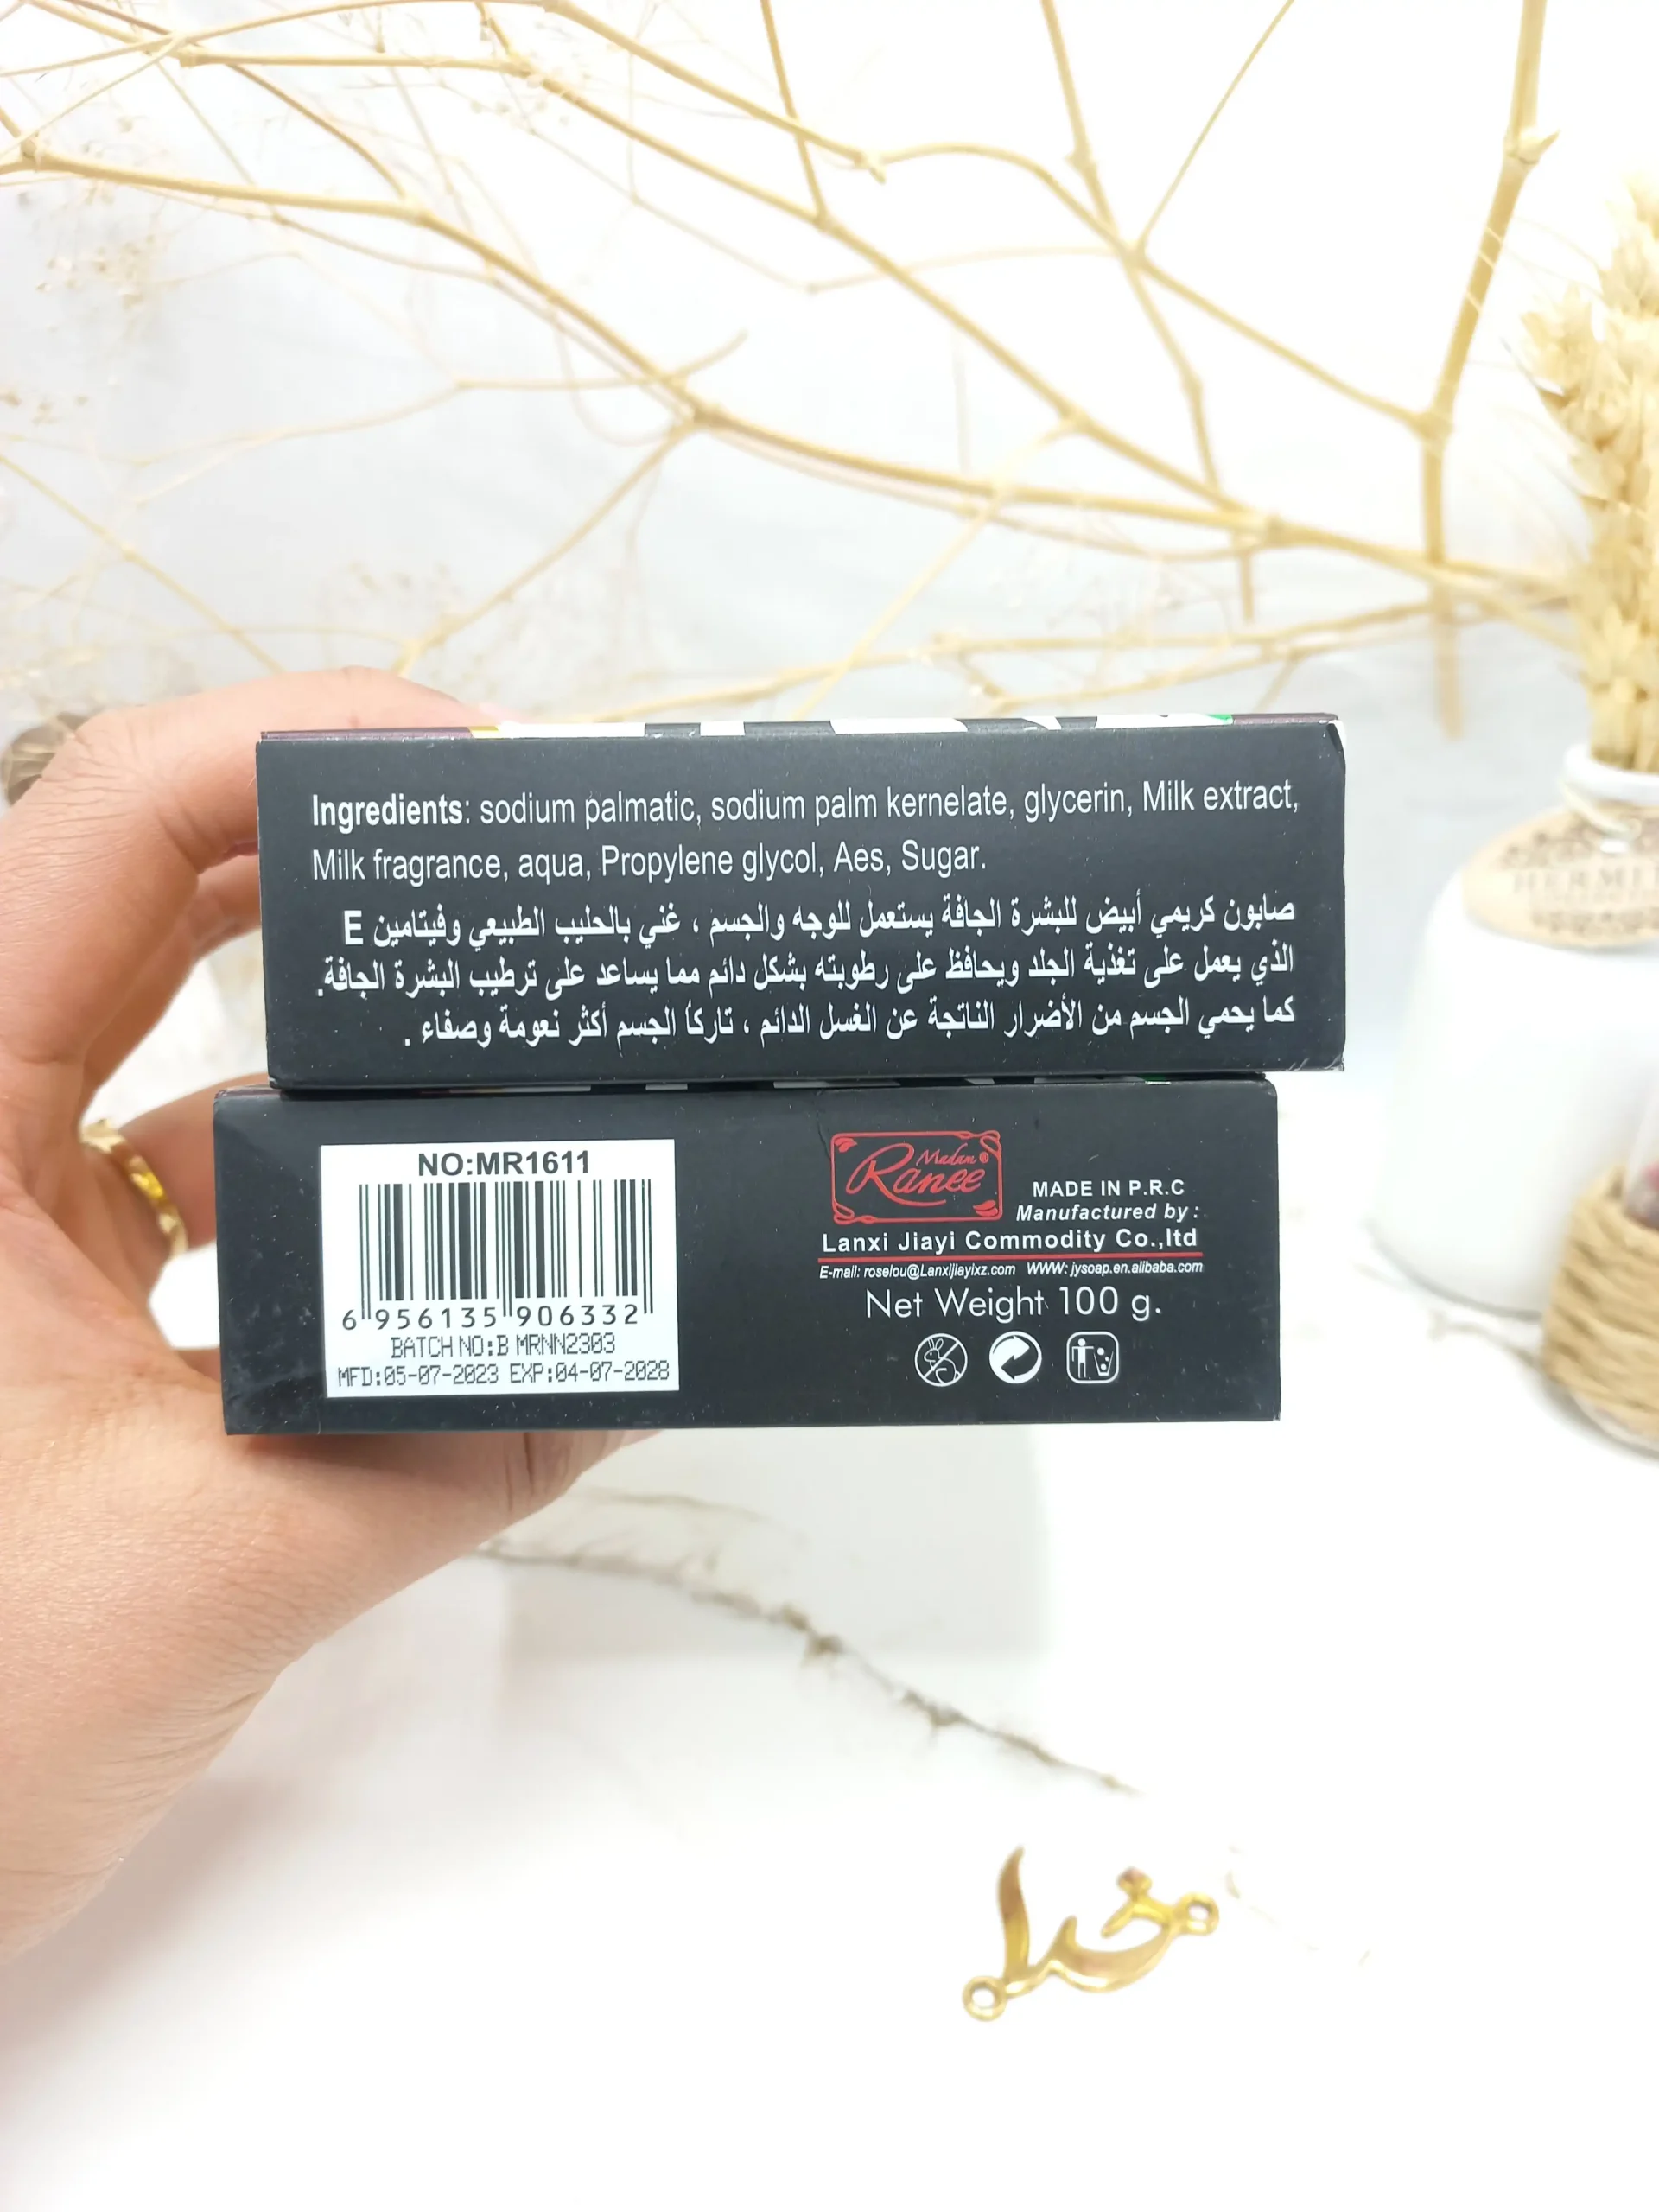 Ingredients: sodium palmatic, sodium palm kernelate, glycerin, Milk extract,
Milk fragrance, aqua, Propylene glycol, Aes, Sugar.
صابون كريمي أبيض للبشرة الجافة يستعمل للوجه والجسم ، غني بالحليب الطبيعي وفيتامين E
الذي يعمل على تغذية الجلد ويحافظ على رطوبته بشكل دائم مما يساعد على ترطيب البشرة الجافة.
كما يحمي الجسم من الأضرار الناتجة عن الغسل الدائم ، تاركاً الجسم أكثر نعومة وصفاء .
NO:MR1611
6 956135 906332
BATCH NO:B MRNN2303
MFD:05-07-2023 EXP:04-07-2028
Madam®
Ranee
MADE IN P.R.C
Manufactured by :
Lanxi Jiayi Commodity Co.,ltd
E-mail: roselou@Lanxijiayixz.com WWW: jysoap.en.alibaba.com
Net Weight 100 g.